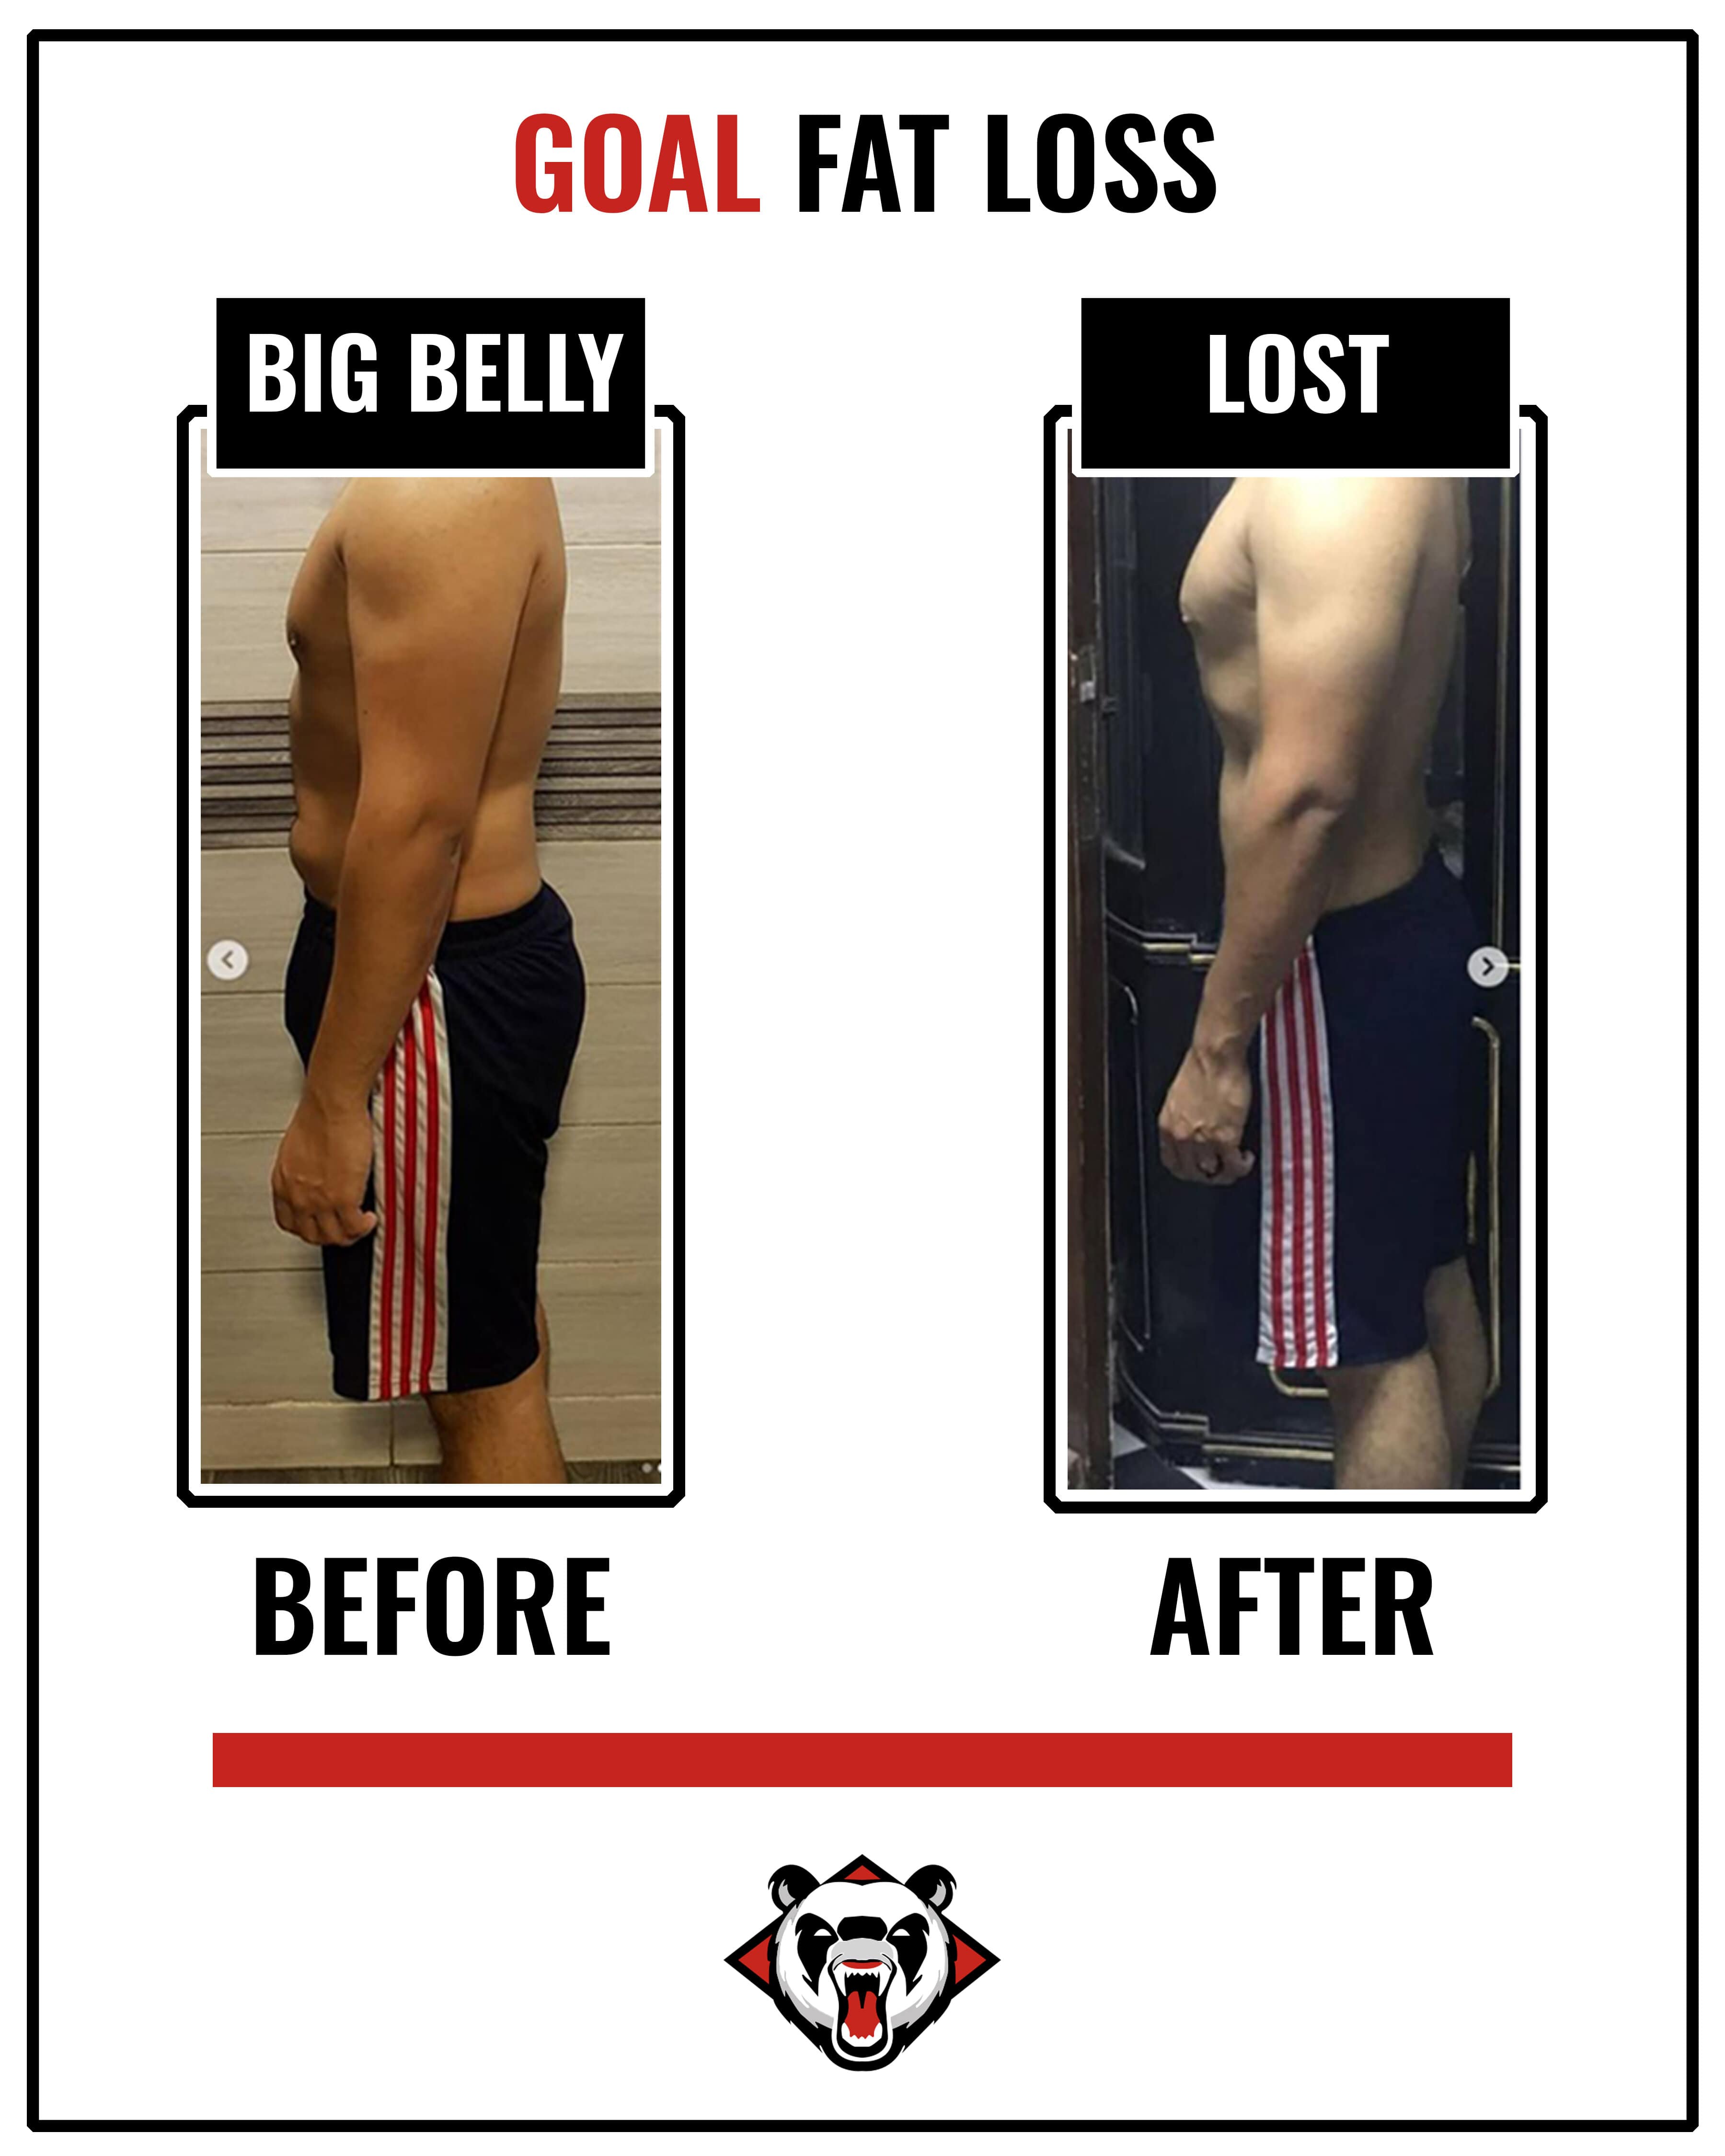 GOAL FAT LOSS
BIG BELLY
LOST
BEFORE
AFTER